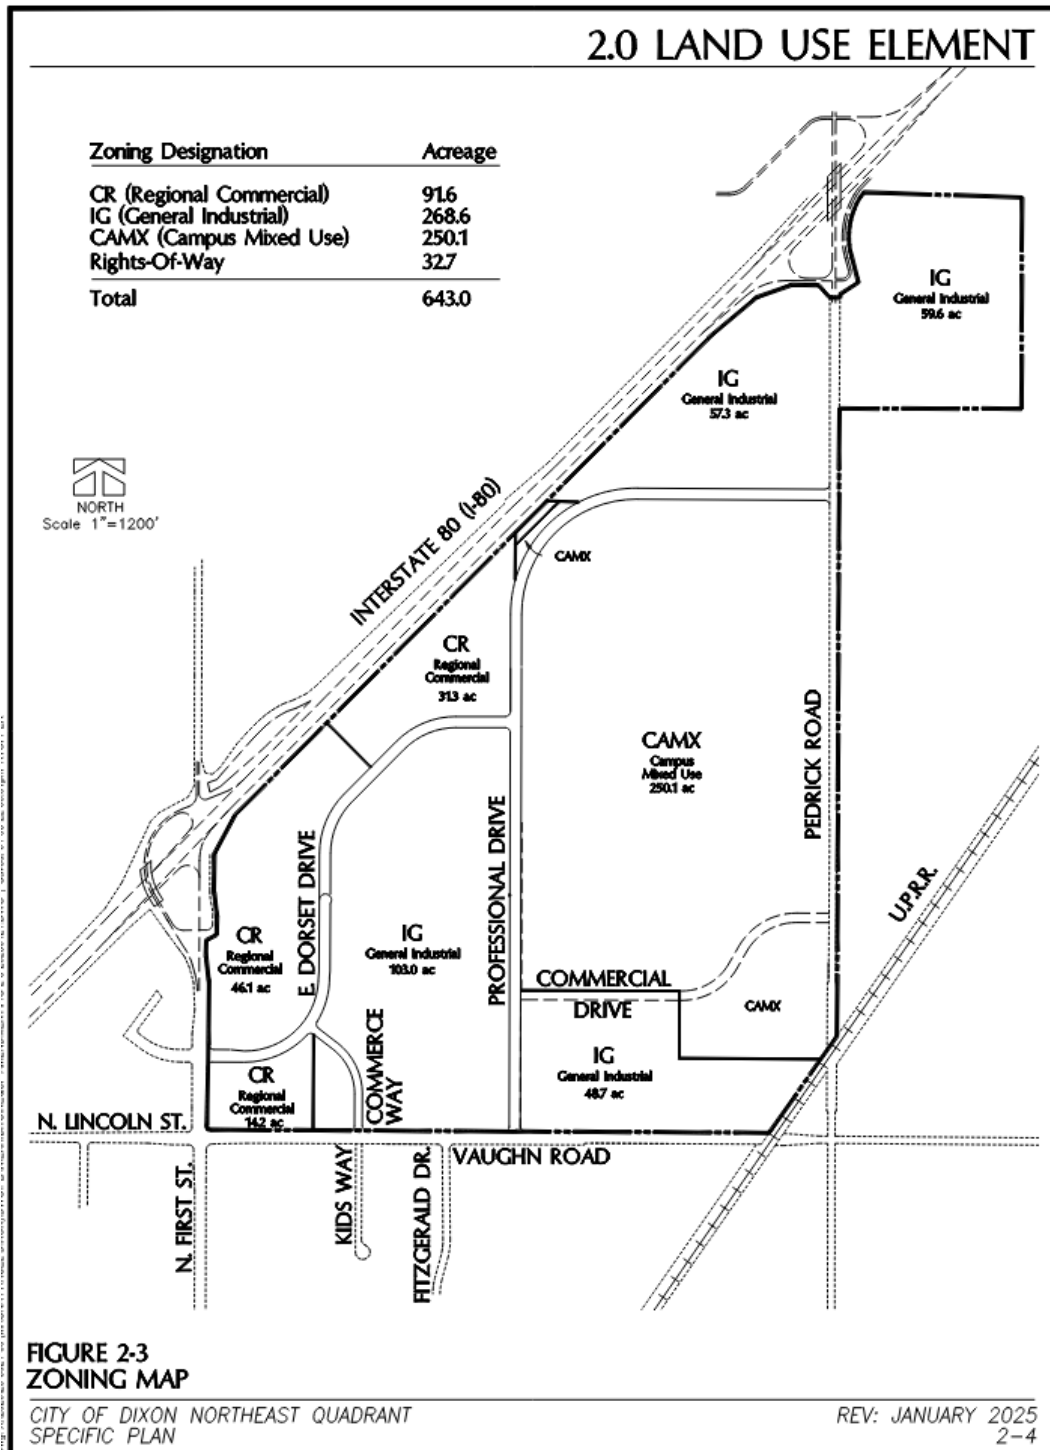 2.0 LAND USE ELEMENT
Zoning Designation Acreage
CR (Regional Commercial) 91.6
IG (General Industrial) 268.6
CAMX (Campus Mixed Use) 250.1
Rights-Of-Way 32.7
Total 643.0
IG
General Industrial
59.6 ac
IG
General Industrial
57.3 ac
NORTH
Scale 1"=1200'
INTERSTATE 80 (I-80)
CAMX
CR
Regional
Commercial
31.3 ac
CAMX
Campus
Mixed Use
250.1 ac
PEDRICK ROAD
U.P.R.R.
PROFESSIONAL DRIVE
E. DORSET DRIVE
CR
Regional
Commercial
46.1 ac
IG
General Industrial
103.0 ac
COMMERCIAL
DRIVE
CAMX
IG
General Industrial
48.7 ac
COMMERCE
WAY
CR
Regional
Commercial
14.2 ac
N. LINCOLN ST.
VAUGHN ROAD
N. FIRST ST.
KIDS WAY
FITZGERALD DR.
FIGURE 2-3
ZONING MAP
CITY OF DIXON NORTHEAST QUADRANT
SPECIFIC PLAN
REV: JANUARY 2025
2-4